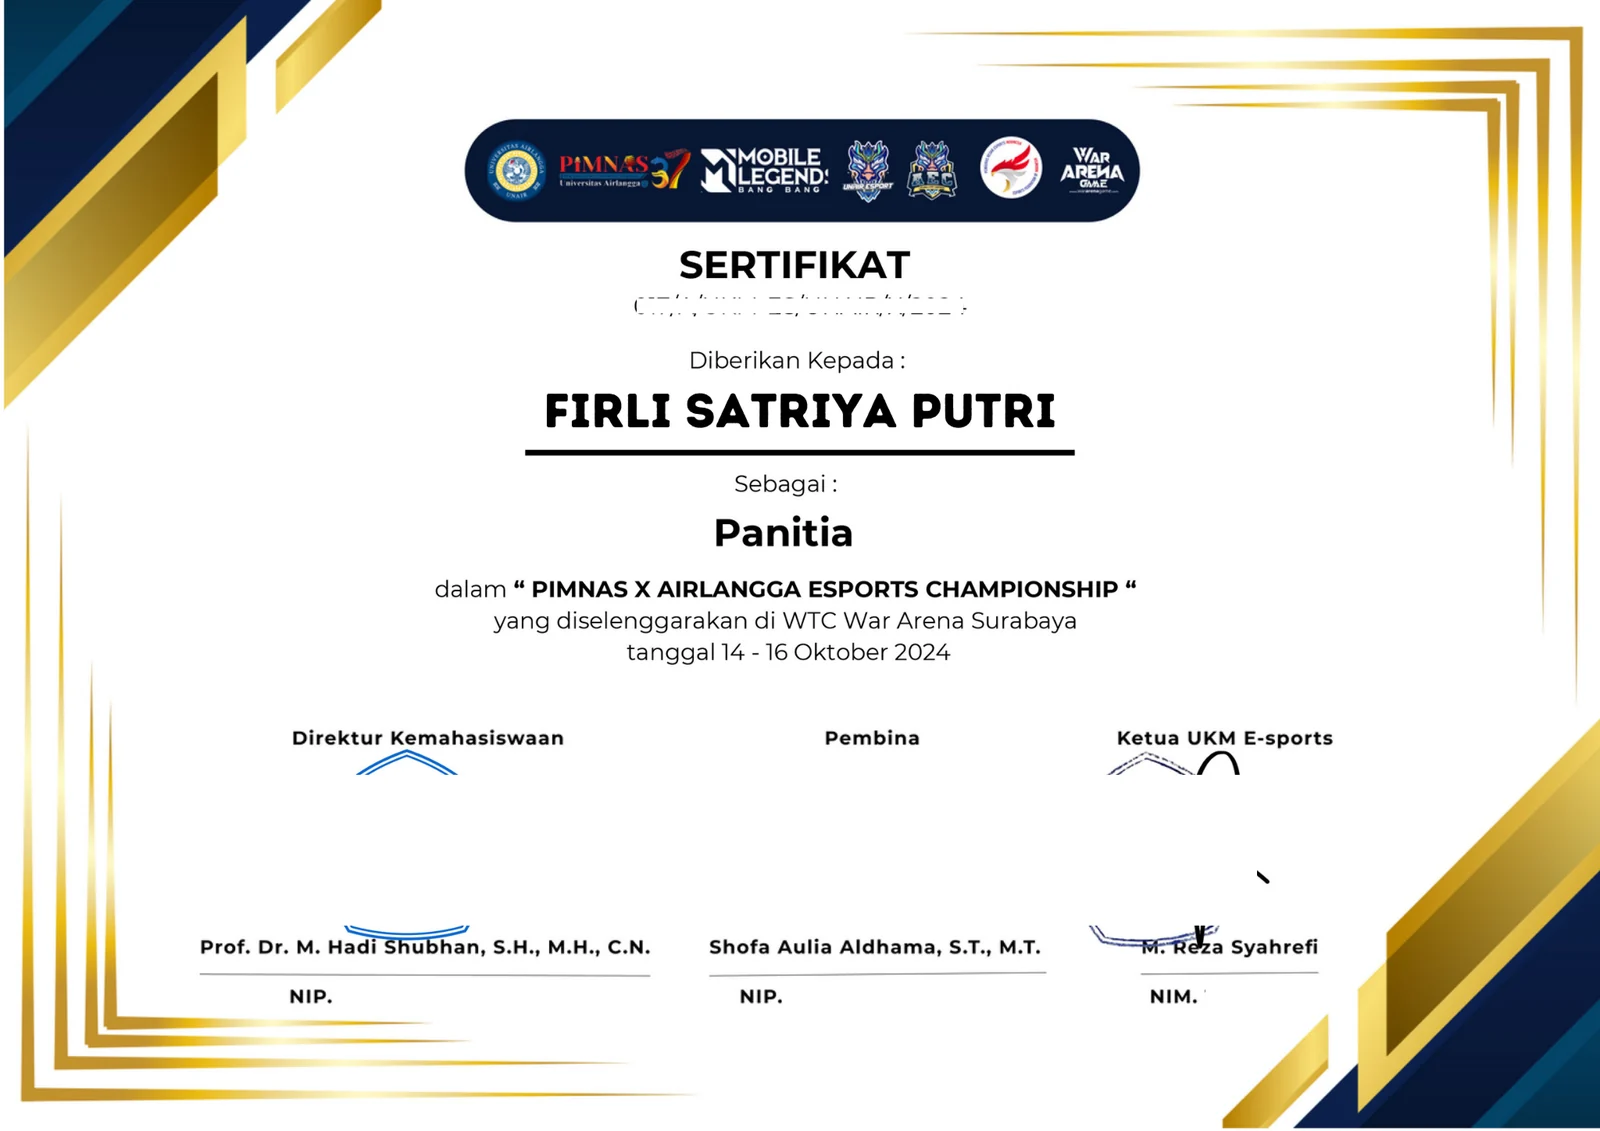 UNIVERSITAS AIRLANGGA
UNAIR
PIMNAS 37
Universitas Airlangga
MOBILE
LEGENDS
BANG BANG
UNAIR ESPORT
AEC
WAR
ARENA
GAME
SERTIFIKAT
Diberikan Kepada :
FIRLI SATRIYA PUTRI
Sebagai :
Panitia
dalam “ PIMNAS X AIRLANGGA ESPORTS CHAMPIONSHIP “
yang diselenggarakan di WTC War Arena Surabaya
tanggal 14 - 16 Oktober 2024
Direktur Kemahasiswaan
Pembina
Ketua UKM E-sports
Prof. Dr. M. Hadi Shubhan, S.H., M.H., C.N.
Shofa Aulia Aldhama, S.T., M.T.
M. Reza Syahrefi
NIP.
NIP.
NIM.